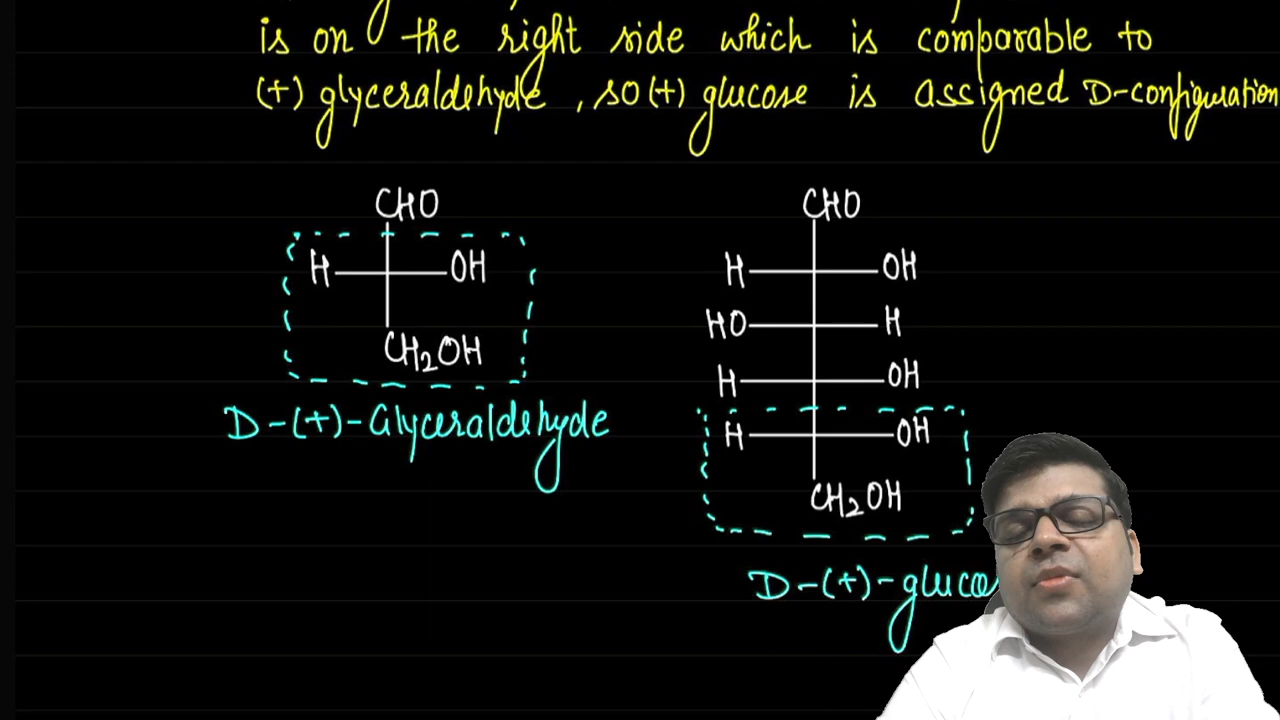 is on the right side which is comparable to
(+) glyceraldehyde, so (+) glucose is assigned D-configuration
CHO
H OH
CH2OH
D-(+)-Glyceraldehyde
CHO
H OH
HO H
H OH
H OH
CH2OH
D-(+)-